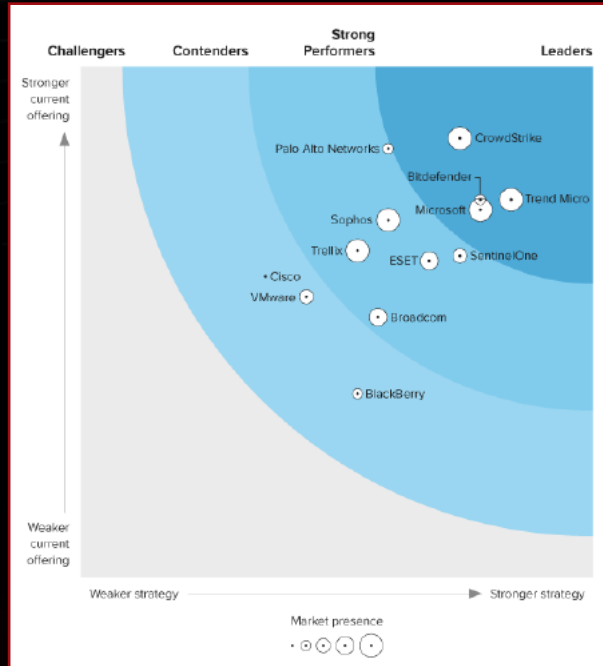 Strong
Challengers Contenders Performers Leaders
Stronger
current
offering
CrowdStrike
Palo Alto Networks
Bitdefender
Trend Micro
Microsoft
Sophos
Trellix
SentinelOne
ESET
Cisco
VMware
Broadcom
BlackBerry
Weaker
current
offering
Weaker strategy Stronger strategy
Market presence